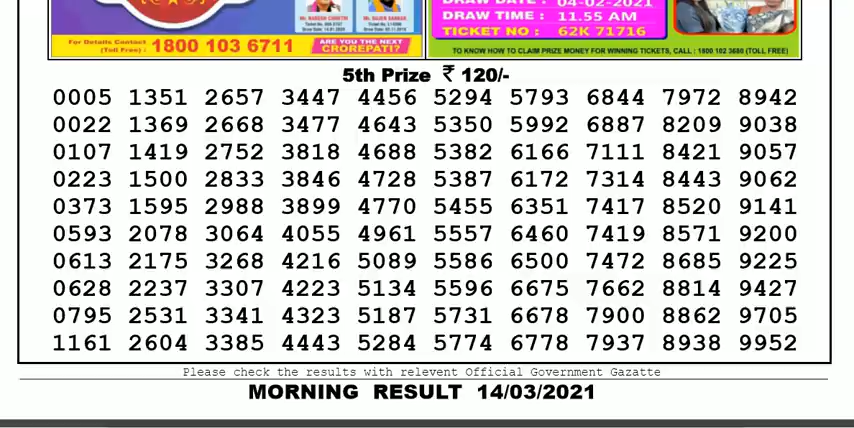 Mr. NARESH CHHETRI Mr. SUJEN SARKAR
DRAW DATE : 04-02-2021
DRAW TIME : 11.55 AM
TICKET NO : 62K 71716
For Details Contact
(Toll Free) : 1800 103 6711
ARE YOU THE NEXT
CROREPATI?
TO KNOW HOW TO CLAIM PRIZE MONEY FOR WINNING TICKETS, CALL : 1800 102 3680 (TOLL FREE)
5th Prize ₹ 120/-
0005 1351 2657 3447 4456 5294 5793 6844 7972 8942
0022 1369 2668 3477 4643 5350 5992 6887 8209 9038
0107 1419 2752 3818 4688 5382 6166 7111 8421 9057
0223 1500 2833 3846 4728 5387 6172 7314 8443 9062
0373 1595 2988 3899 4770 5455 6351 7417 8520 9141
0593 2078 3064 4055 4961 5557 6460 7419 8571 9200
0613 2175 3268 4216 5089 5586 6500 7472 8685 9225
0628 2237 3307 4223 5134 5596 6675 7662 8814 9427
0795 2531 3341 4323 5187 5731 6678 7900 8862 9705
1161 2604 3385 4443 5284 5774 6778 7937 8938 9952
Please check the results with relevent Official Government Gazatte
MORNING RESULT 14/03/2021